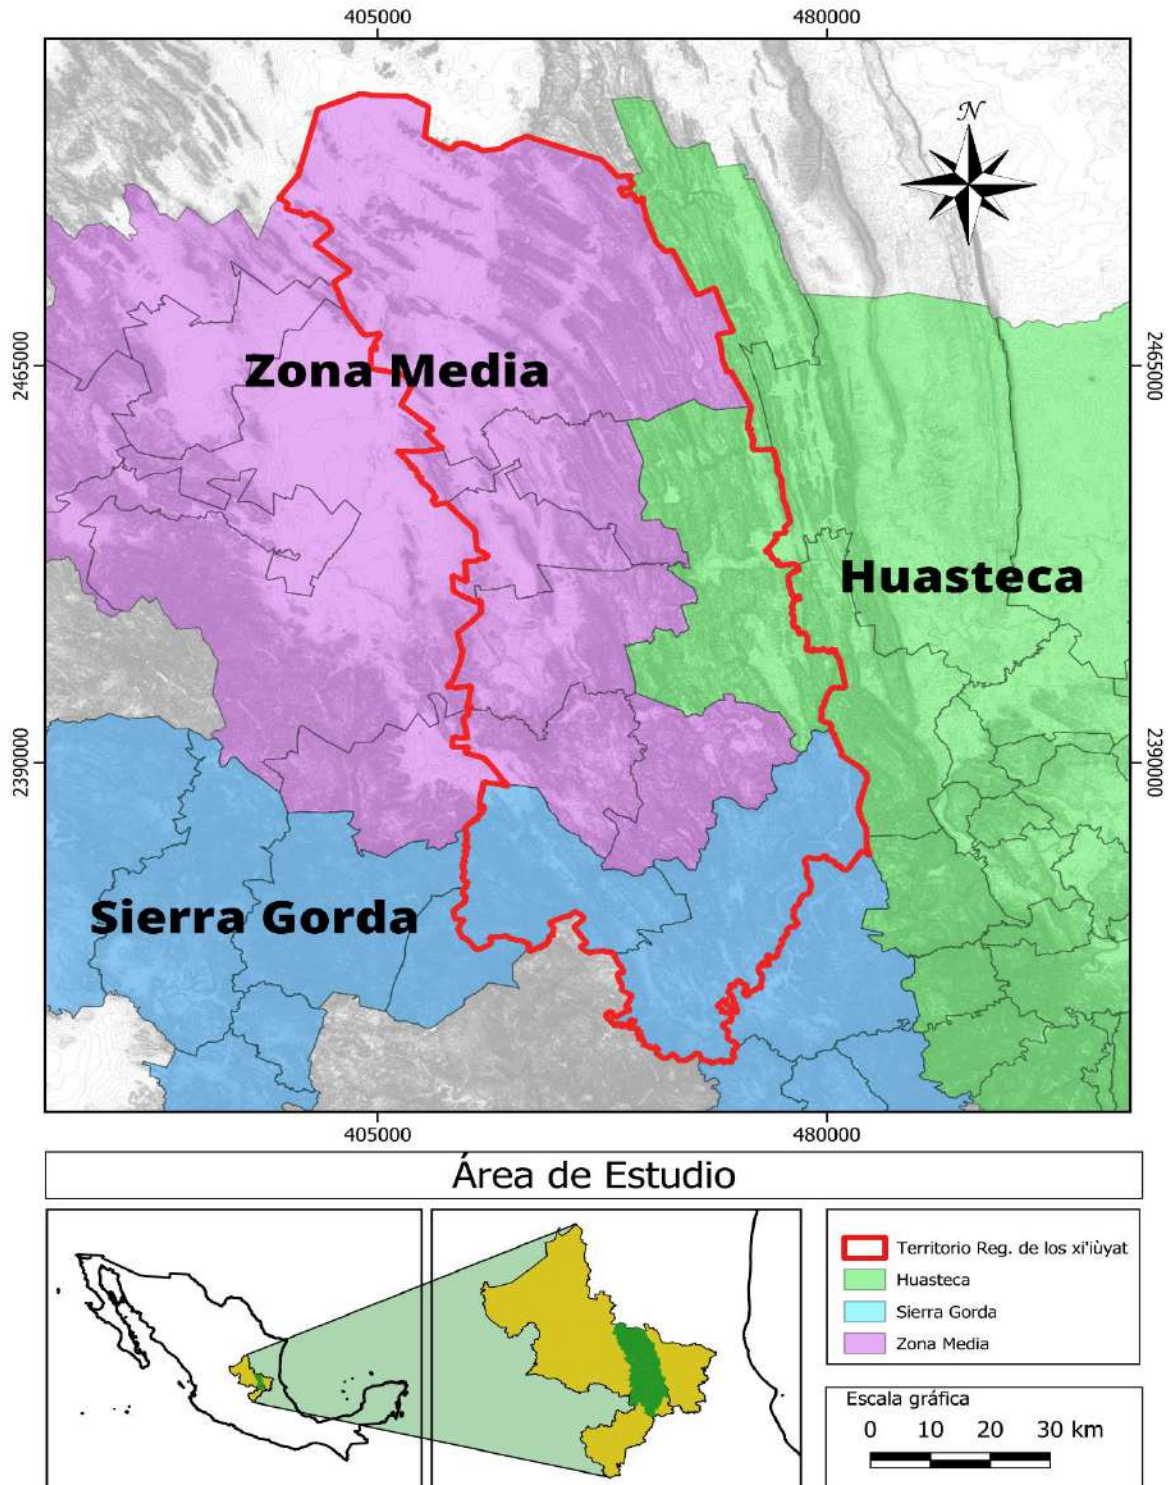 405000
480000
N
2465000
2465000
Zona Media
Huasteca
2390000
2390000
Sierra Gorda
405000
480000
Área de Estudio
Territorio Reg. de los xi'iùyat
Huasteca
Sierra Gorda
Zona Media
Escala gráfica
0 10 20 30 km